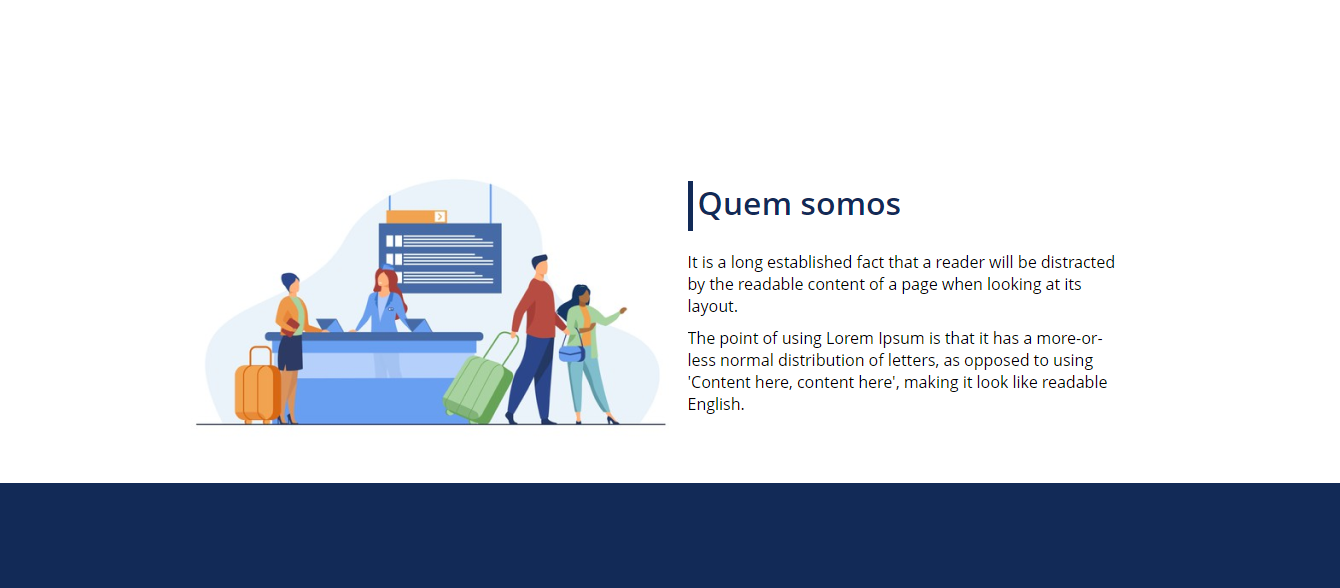 Quem somos
It is a long established fact that a reader will be distracted
by the readable content of a page when looking at its
layout.
The point of using Lorem Ipsum is that it has a more-or-
less normal distribution of letters, as opposed to using
'Content here, content here', making it look like readable
English.